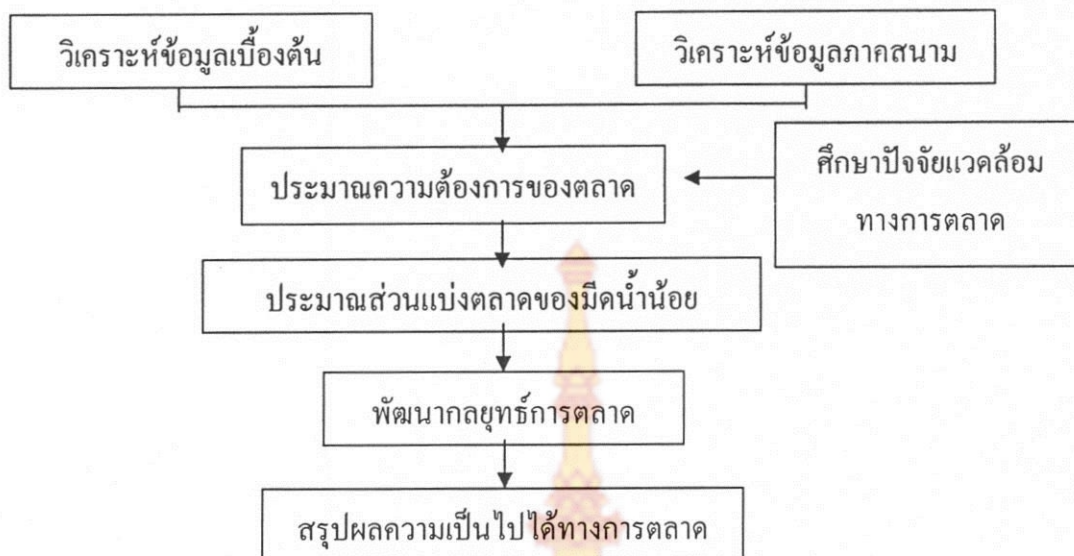 วิเคราะห์ข้อมูลเบื้องต้น
วิเคราะห์ข้อมูลภาคสนาม
ประมาณความต้องการของตลาด
ศึกษาปัจจัยแวดล้อม
ทางการตลาด
ประมาณส่วนแบ่งตลาดของมีดน้ำน้อย
พัฒนากลยุทธ์การตลาด
สรุปผลความเป็นไปได้ทางการตลาด